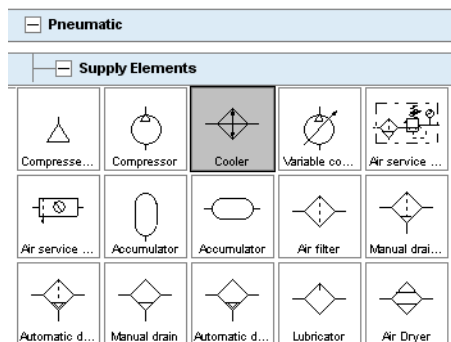 Pneumatic
Supply Elements
Compresse... Compressor Cooler Variable co... Air service ...
Air service ... Accumulator Accumulator Air filter Manual drai...
Automatic d... Manual drain Automatic d... Lubricator Air Dryer